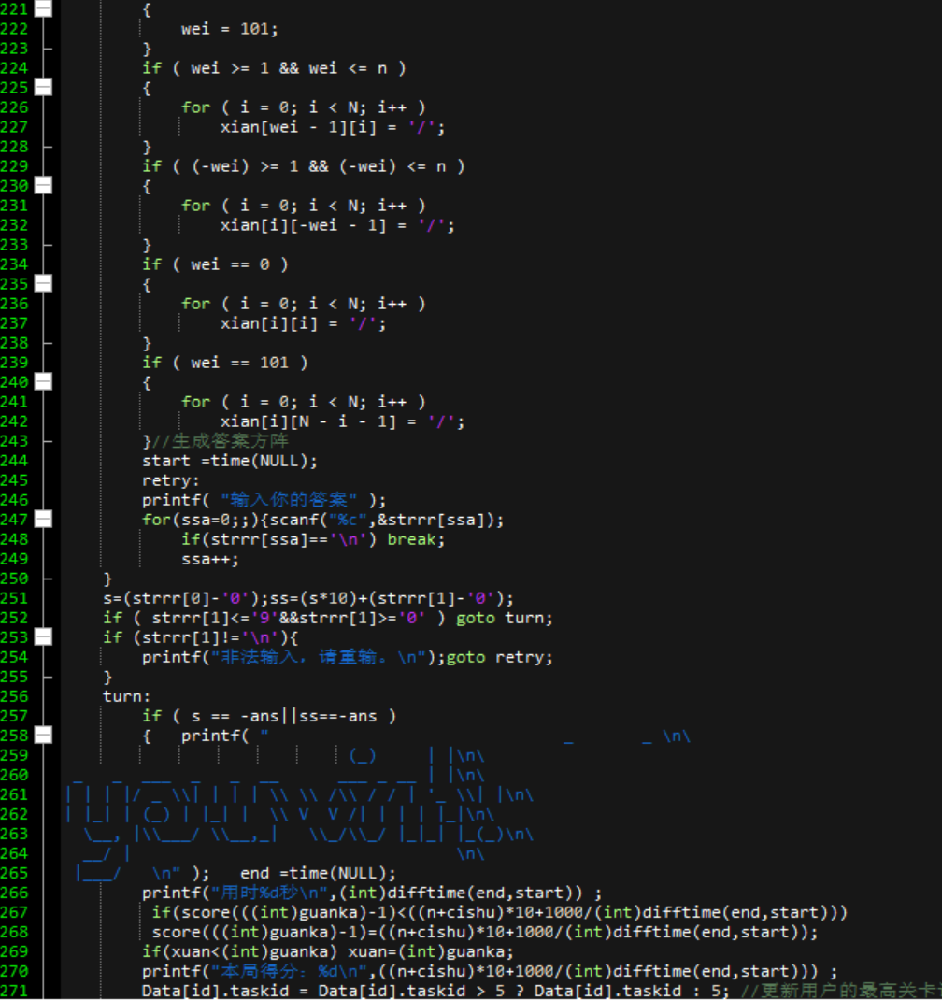 221 {
222 wei = 101;
223 }
224 if ( wei >= 1 && wei <= n )
225 {
226 for ( i = 0; i < N; i++ )
227 xian[wei - 1][i] = '/';
228 }
229 if ( (-wei) >= 1 && (-wei) <= n )
230 {
231 for ( i = 0; i < N; i++ )
232 xian[i][-wei - 1] = '/';
233 }
234 if ( wei == 0 )
235 {
236 for ( i = 0; i < N; i++ )
237 xian[i][i] = '/';
238 }
239 if ( wei == 101 )
240 {
241 for ( i = 0; i < N; i++ )
242 xian[i][N - i - 1] = '/';
243 }//生成答案方阵
244 start =time(NULL);
245 retry:
246 printf( "输入你的答案" );
247 for(ssa=0;;){scanf("%c",&strrr[ssa]);
248 if(strrr[ssa]=='\n') break;
249 ssa++;
250 }
251 s=(strrr[0]-'0');ss=(s*10)+(strrr[1]-'0');
252 if ( strrr[1]<='9'&&strrr[1]>='0' ) goto turn;
253 if (strrr[1]!='\n'){
254 printf("非法输入，请重输。\n");goto retry;
255 }
256 turn:
257 if ( s == -ans||ss==-ans )
258 { printf( " _ _ \n\
259 (_) | |\n\
260 _ _ ___ _ _ __ ___ _ __ | |\n\
261 | | | |/ _ \\| | | | \\ \\ /\\ / / | '_ \\| |\n\
262 | |_| | (_) | |_| | \\ V V /| | | | |_|\n\
263 \\__, |\\___/ \\__,_| \\_/\\_/ |_|_| |_(_)\n\
264 __/ | \n\
265 |___/ \n" ); end =time(NULL);
266 printf("用时%d秒\n",(int)difftime(end,start)) ;
267 if(score(((int)guanka)-1)<((n+cishu)*10+1000/(int)difftime(end,start)))
268 score(((int)guanka)-1)=((n+cishu)*10+1000/(int)difftime(end,start));
269 if(xuan<(int)guanka) xuan=(int)guanka;
270 printf("本局得分: %d\n",((n+cishu)*10+1000/(int)difftime(end,start))) ;
271 Data[id].taskid = Data[id].taskid > 5 ? Data[id].taskid : 5; //更新用户的最高关卡